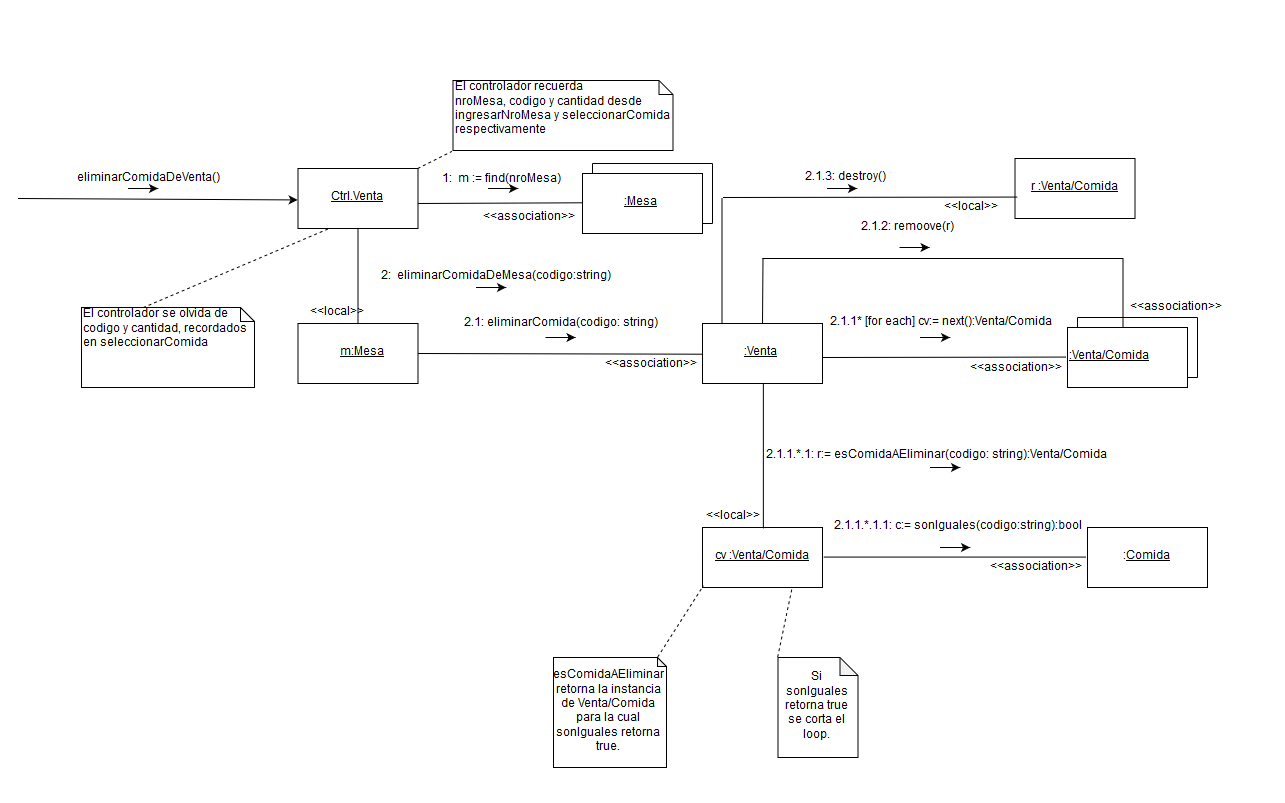 El controlador recuerda
nroMesa, codigo y cantidad desde
ingresarNroMesa y seleccionarComida
respectivamente
eliminarComidaDeVenta()
Ctrl.Venta
1:  m := find(nroMesa)
<<association>>
:Mesa
2.1.3: destroy()
<<local>>
r :Venta/Comida
2.1.2: remoove(r)
2:  eliminarComidaDeMesa(codigo:string)
El controlador se olvida de
codigo y cantidad, recordados
en seleccionarComida
<<local>>
m:Mesa
2.1: eliminarComida(codigo: string)
<<association>>
:Venta
2.1.1* [for each] cv:= next():Venta/Comida
<<association>>
<<association>>
:Venta/Comida
2.1.1.*.1: r:= esComidaAEliminar(codigo: string):Venta/Comida
<<local>>
cv :Venta/Comida
2.1.1.*.1.1: c:= sonIguales(codigo:string):bool
<<association>>
:Comida
esComidaAEliminar
retorna la instancia
de Venta/Comida
para la cual
sonIguales retorna
true.
Si
sonIguales
retorna true
se corta el
loop.